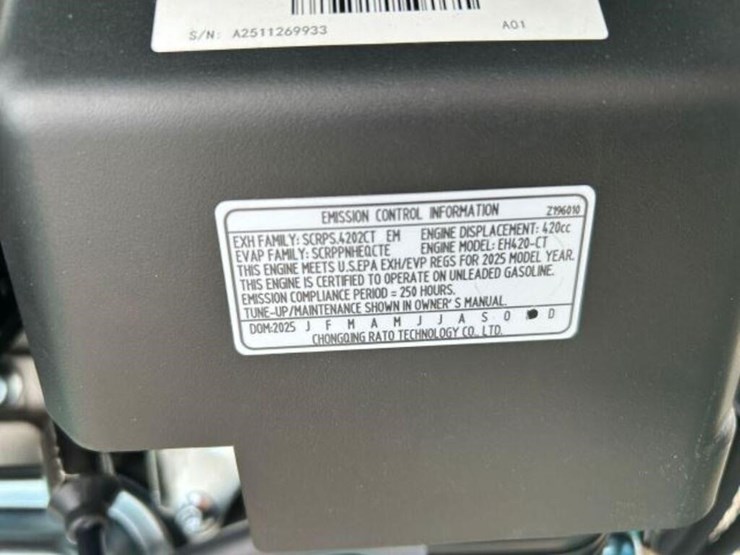 S/N: A2511269933 A01
EMISSION CONTROL INFORMATION Z196010
EXH FAMILY: SCRPS.4202CT EM ENGINE DISPLACEMENT: 420cc
EVAP FAMILY: SCRPPNHEQCTE ENGINE MODEL: EH420-CT
THIS ENGINE MEETS U.S.EPA EXH/EVP REGS FOR 2025 MODEL YEAR.
THIS ENGINE IS CERTIFIED TO OPERATE ON UNLEADED GASOLINE.
EMISSION COMPLIANCE PERIOD = 250 HOURS.
TUNE-UP/MAINTENANCE SHOWN IN OWNER'S MANUAL.
DOM:2025 J F M A M J J A S O D
CHONGQING RATO TECHNOLOGY CO., LTD.